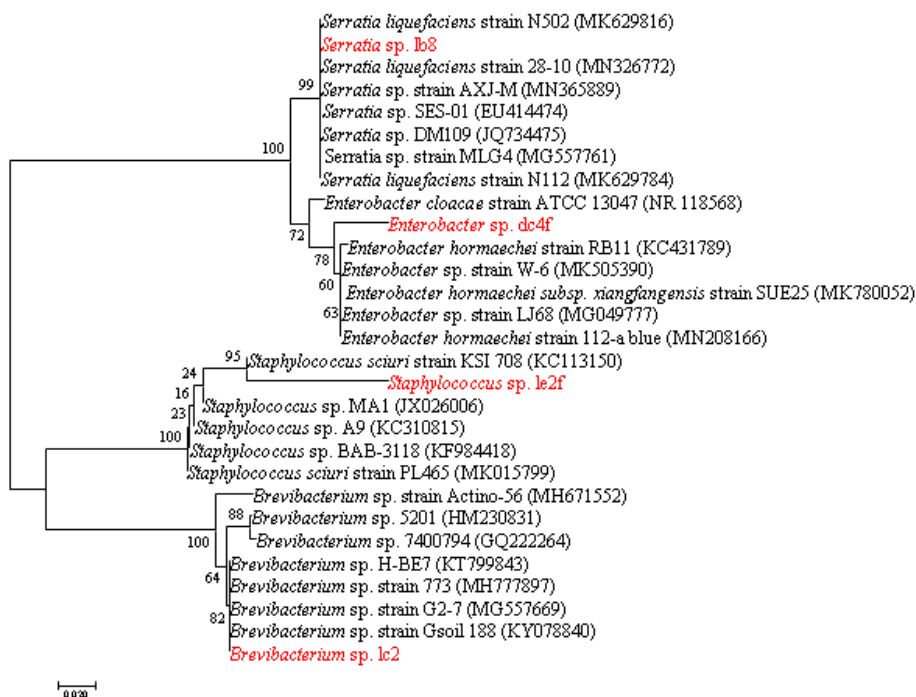 Serratia liquefaciens strain N502 (MK629816)
Serratia sp. lb8
Serratia liquefaciens strain 28-10 (MN326772)
99
Serratia sp. strain AXJ-M (MN365889)
Serratia sp. SES-01 (EU414474)
Serratia sp. DM109 (JQ734475)
100
Serratia sp. strain MLG4 (MG557761)
Serratia liquefaciens strain N112 (MK629784)
Enterobacter cloacae strain ATCC 13047 (NR 118568)
Enterobacter sp. dc4f
72
Enterobacter hormaechei strain RB11 (KC431789)
78
Enterobacter sp. strain W-6 (MK505390)
60
Enterobacter hormaechei subsp. xiangfangensis strain SUE25 (MK780052)
63
Enterobacter sp. strain LJ68 (MG049777)
Enterobacter hormaechei strain 112-a blue (MN208166)
95
Staphylococcus sciuri strain KSI 708 (KC113150)
24
Staphylococcus sp. le2f
16
Staphylococcus sp. MA1 (JX026006)
23
Staphylococcus sp. A9 (KC310815)
100
Staphylococcus sp. BAB-3118 (KF984418)
Staphylococcus sciuri strain PL465 (MK015799)
Brevibacterium sp. strain Actino-56 (MH671552)
88
Brevibacterium sp. 5201 (HM230831)
100
Brevibacterium sp. 7400794 (GQ222264)
Brevibacterium sp. H-BE7 (KT799843)
64
Brevibacterium sp. strain 773 (MH777897)
Brevibacterium sp. strain G2-7 (MG557669)
82
Brevibacterium sp. strain Gsoil 188 (KY078840)
Brevibacterium sp. lc2
0.020